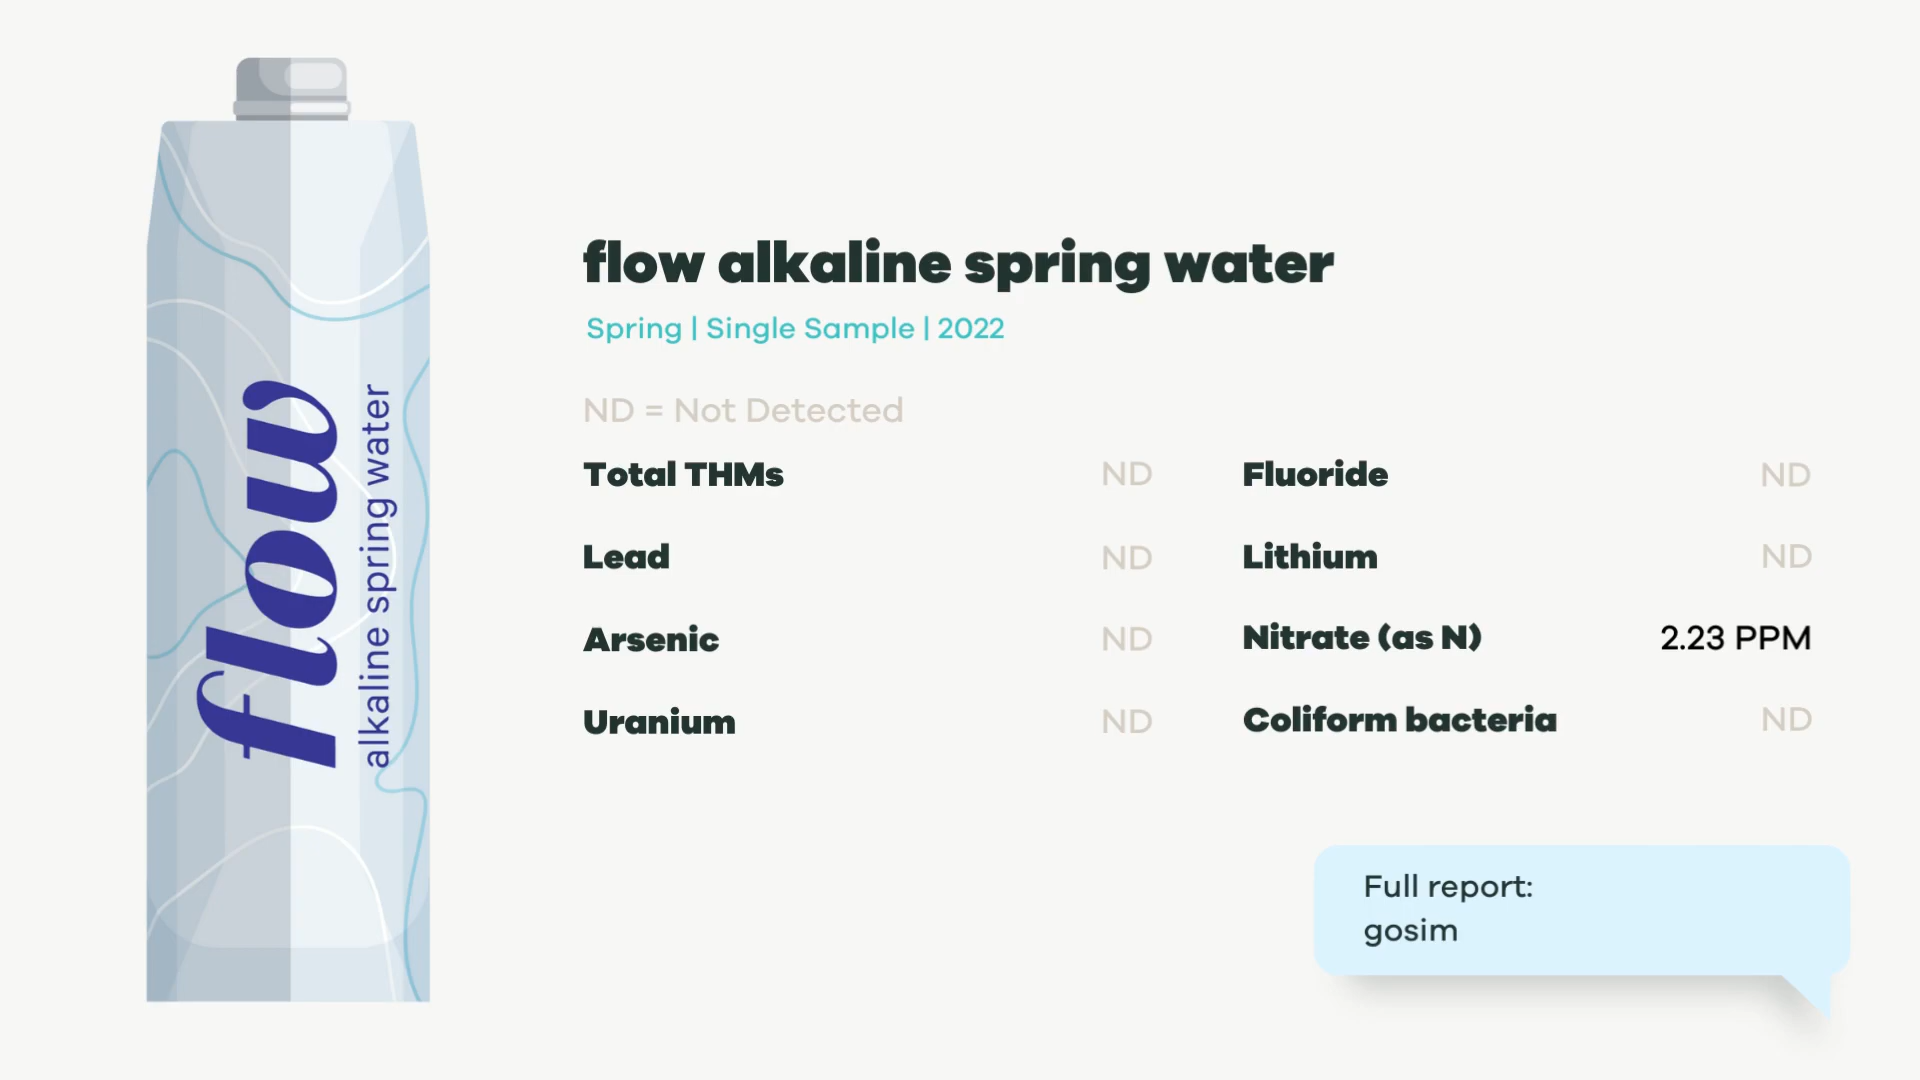 flow
alkaline spring water
flow alkaline spring water
Spring | Single Sample | 2022
ND = Not Detected
Total THMs ND
Lead ND
Arsenic ND
Uranium ND
Fluoride ND
Lithium ND
Nitrate (as N) 2.23 PPM
Coliform bacteria ND
Full report:
gosim